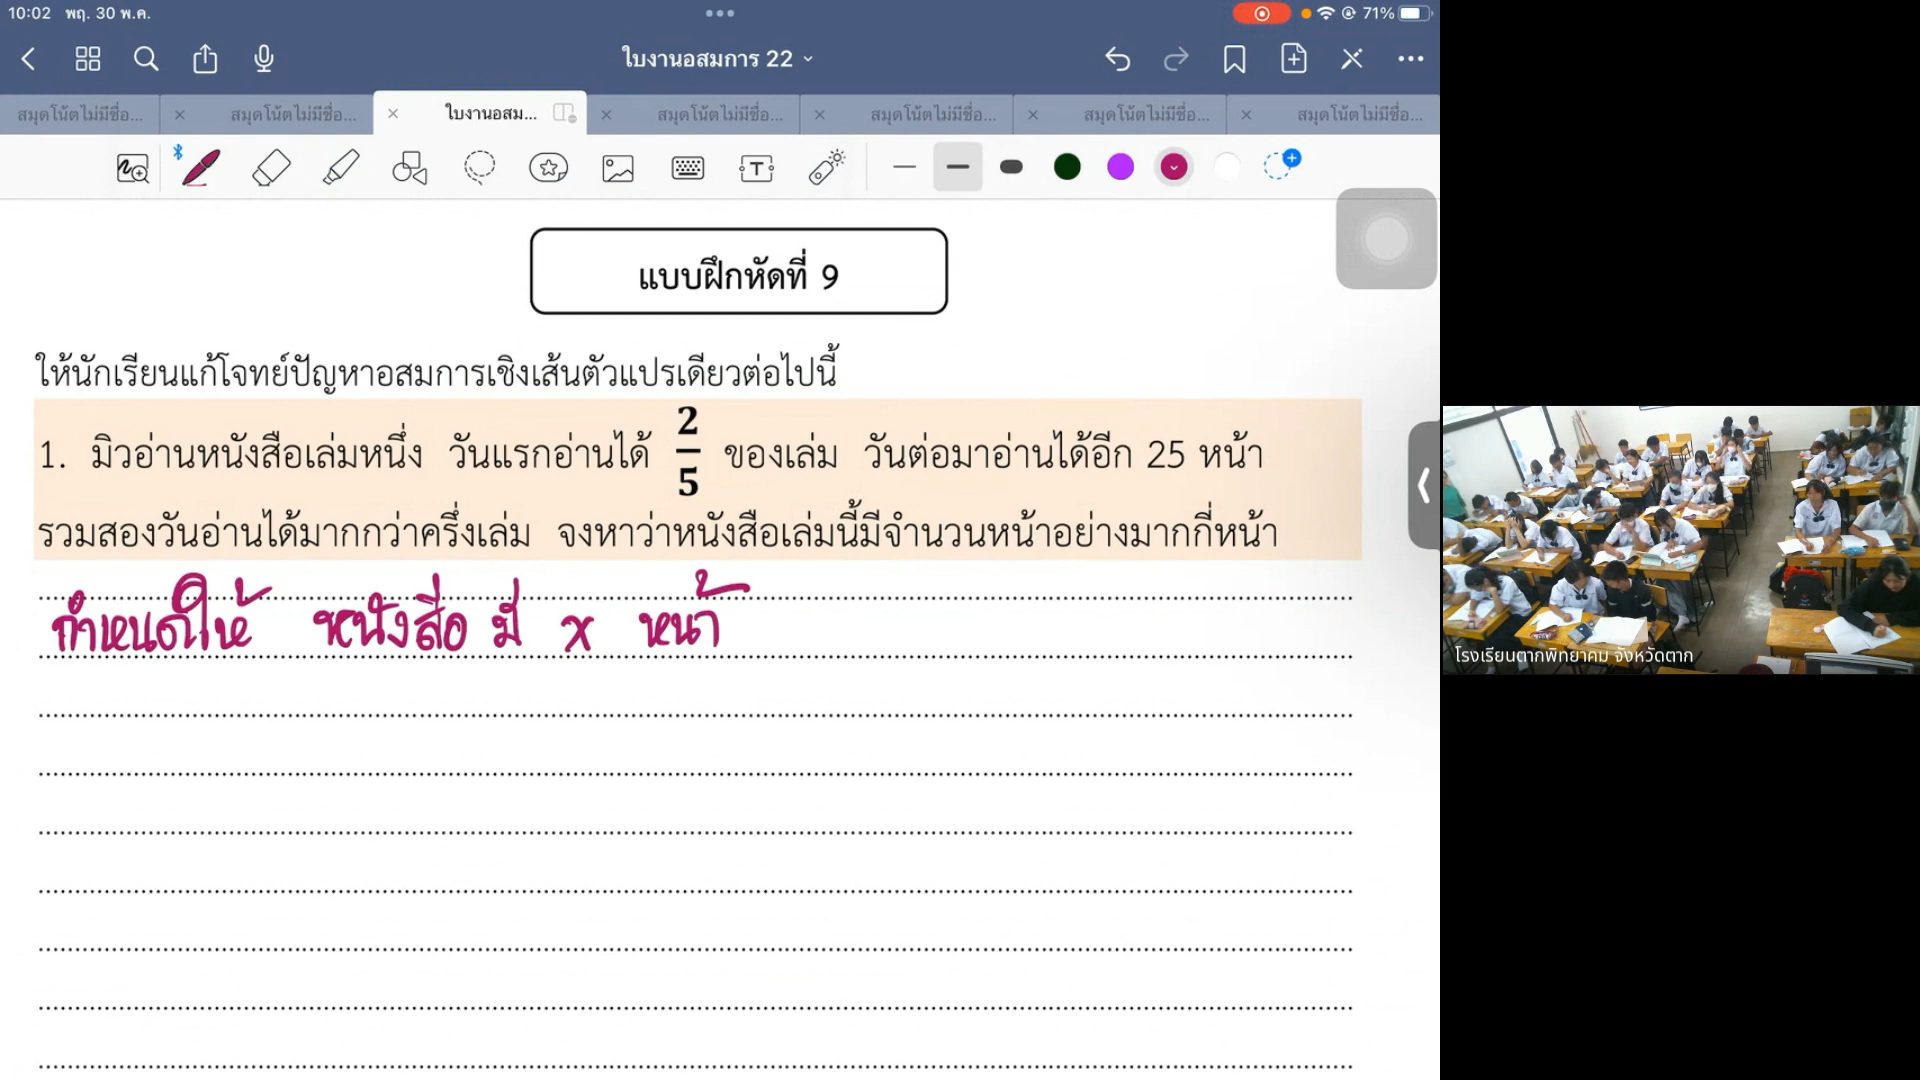 10:02 พฤ. 30 พ.ค.
71%
ใบงานอสมการ 22
สมุดโน้ตไม่มีชื่อ...
สมุดโน้ตไม่มีชื่อ...
ใบงานอสม...
สมุดโน้ตไม่มีชื่อ...
สมุดโน้ตไม่มีชื่อ...
สมุดโน้ตไม่มีชื่อ...
สมุดโน้ตไม่มีชื่อ...
แบบฝึกหัดที่ 9
ให้นักเรียนแก้โจทย์ปัญหาอสมการเชิงเส้นตัวแปรเดียวต่อไปนี้
1. มิวอ่านหนังสือเล่มหนึ่ง วันแรกอ่านได้ 2/5 ของเล่ม วันต่อมาอ่านได้อีก 25 หน้า
รวมสองวันอ่านได้มากกว่าครึ่งเล่ม จงหาว่าหนังสือเล่มนี้มีจำนวนหน้าอย่างมากกี่หน้า
กำหนดให้ หนังสือ มี x หน้า
โรงเรียนตากพิทยาคม จังหวัดตาก